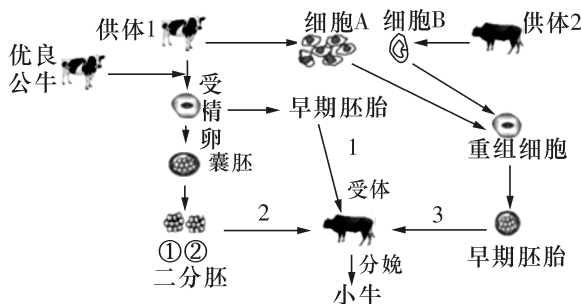 供体1
细胞A
细胞B
供体2
优良
公牛
受
精
卵
早期胚胎
重组细胞
囊胚
1
受体
2
3
①②
二分胚
早期胚胎
分娩
小牛